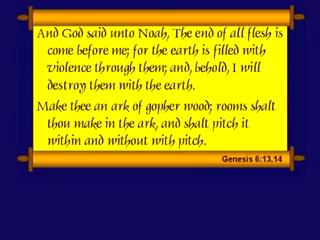 And God said unto Noah, The end of all flesh is
come before me; for the earth is filled with
violence through them; and, behold, I will
destroy them with the earth.
Make thee an ark of gopher wood; rooms shalt
thou make in the ark, and shalt pitch it
within and without with pitch.
Genesis 6:13,14